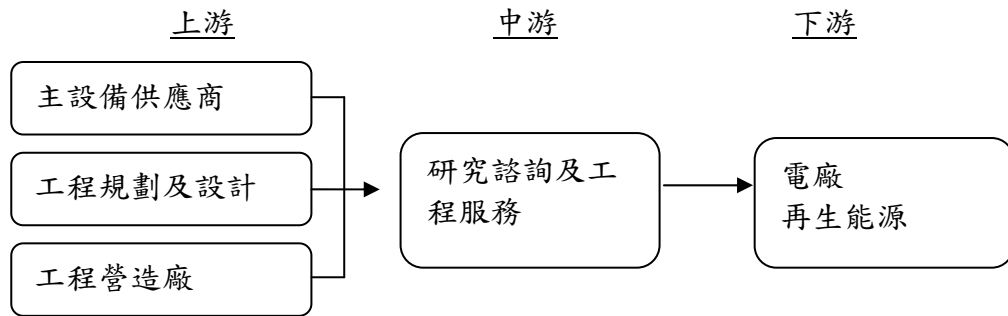 上游
中游
下游
主設備供應商
工程規劃及設計
工程營造廠
研究諮詢及工
程服務
電廠
再生能源